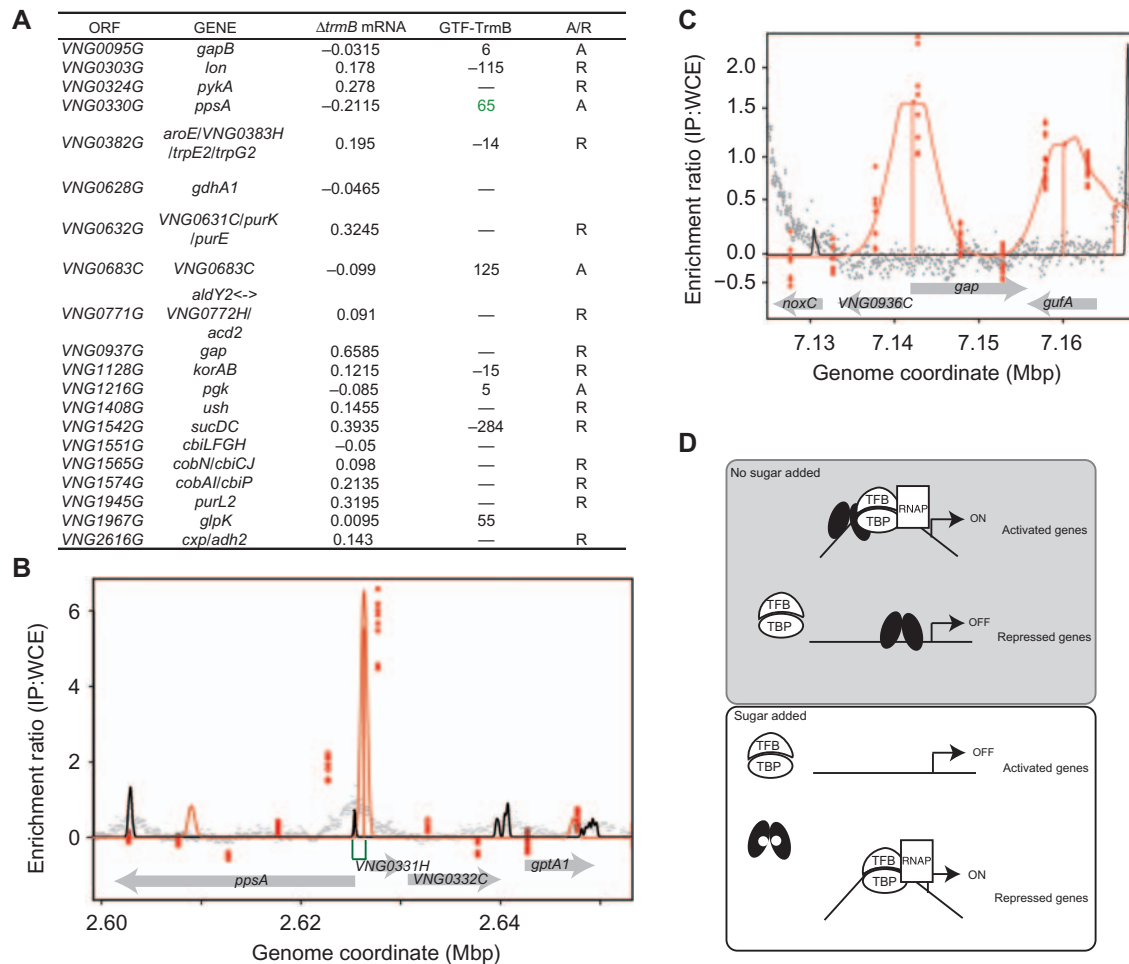 A
ORF GENE ΔtrmB mRNA GTF-TrmB A/R
VNG0095G gapB –0.0315 6 A
VNG0303G lon 0.178 –115 R
VNG0324G pykA 0.278 — R
VNG0330G ppsA –0.2115 65 A
VNG0382G aroE/VNG0383H 0.195 –14 R
/trpE2/trpG2
VNG0628G gdhA1 –0.0465 —
VNG0632G VNG0631C/purK 0.3245 — R
/purE
VNG0683C VNG0683C –0.099 125 A
VNG0771G aldY2<-> 0.091 — R
VNG0772H/
acd2
VNG0937G gap 0.6585 — R
VNG1128G korAB 0.1215 –15 R
VNG1216G pgk –0.085 5 A
VNG1408G ush 0.1455 — R
VNG1542G sucDC 0.3935 –284 R
VNG1551G cbiLFGH –0.05 —
VNG1565G cobN/cbiCJ 0.098 — R
VNG1574G cobAI/cbiP 0.2135 — R
VNG1945G purL2 0.3195 — R
VNG1967G glpK 0.0095 55
VNG2616G cxp/adh2 0.143 — R
B
Enrichment ratio (IP:WCE)
6
4
2
0
ppsA
VNG0331H
VNG0332C
gptA1
2.60 2.62 2.64
Genome coordinate (Mbp)
C
Enrichment ratio (IP:WCE)
2.0
1.5
1.0
0.5
0.0
–0.5
noxC
VNG0936C
gap
gufA
7.13 7.14 7.15 7.16
Genome coordinate (Mbp)
D
No sugar added
TFB
TBP
RNAP
ON
Activated genes
TFB
TBP
OFF
Repressed genes
Sugar added
TFB
TBP
OFF
Activated genes
TFB
TBP
RNAP
ON
Repressed genes